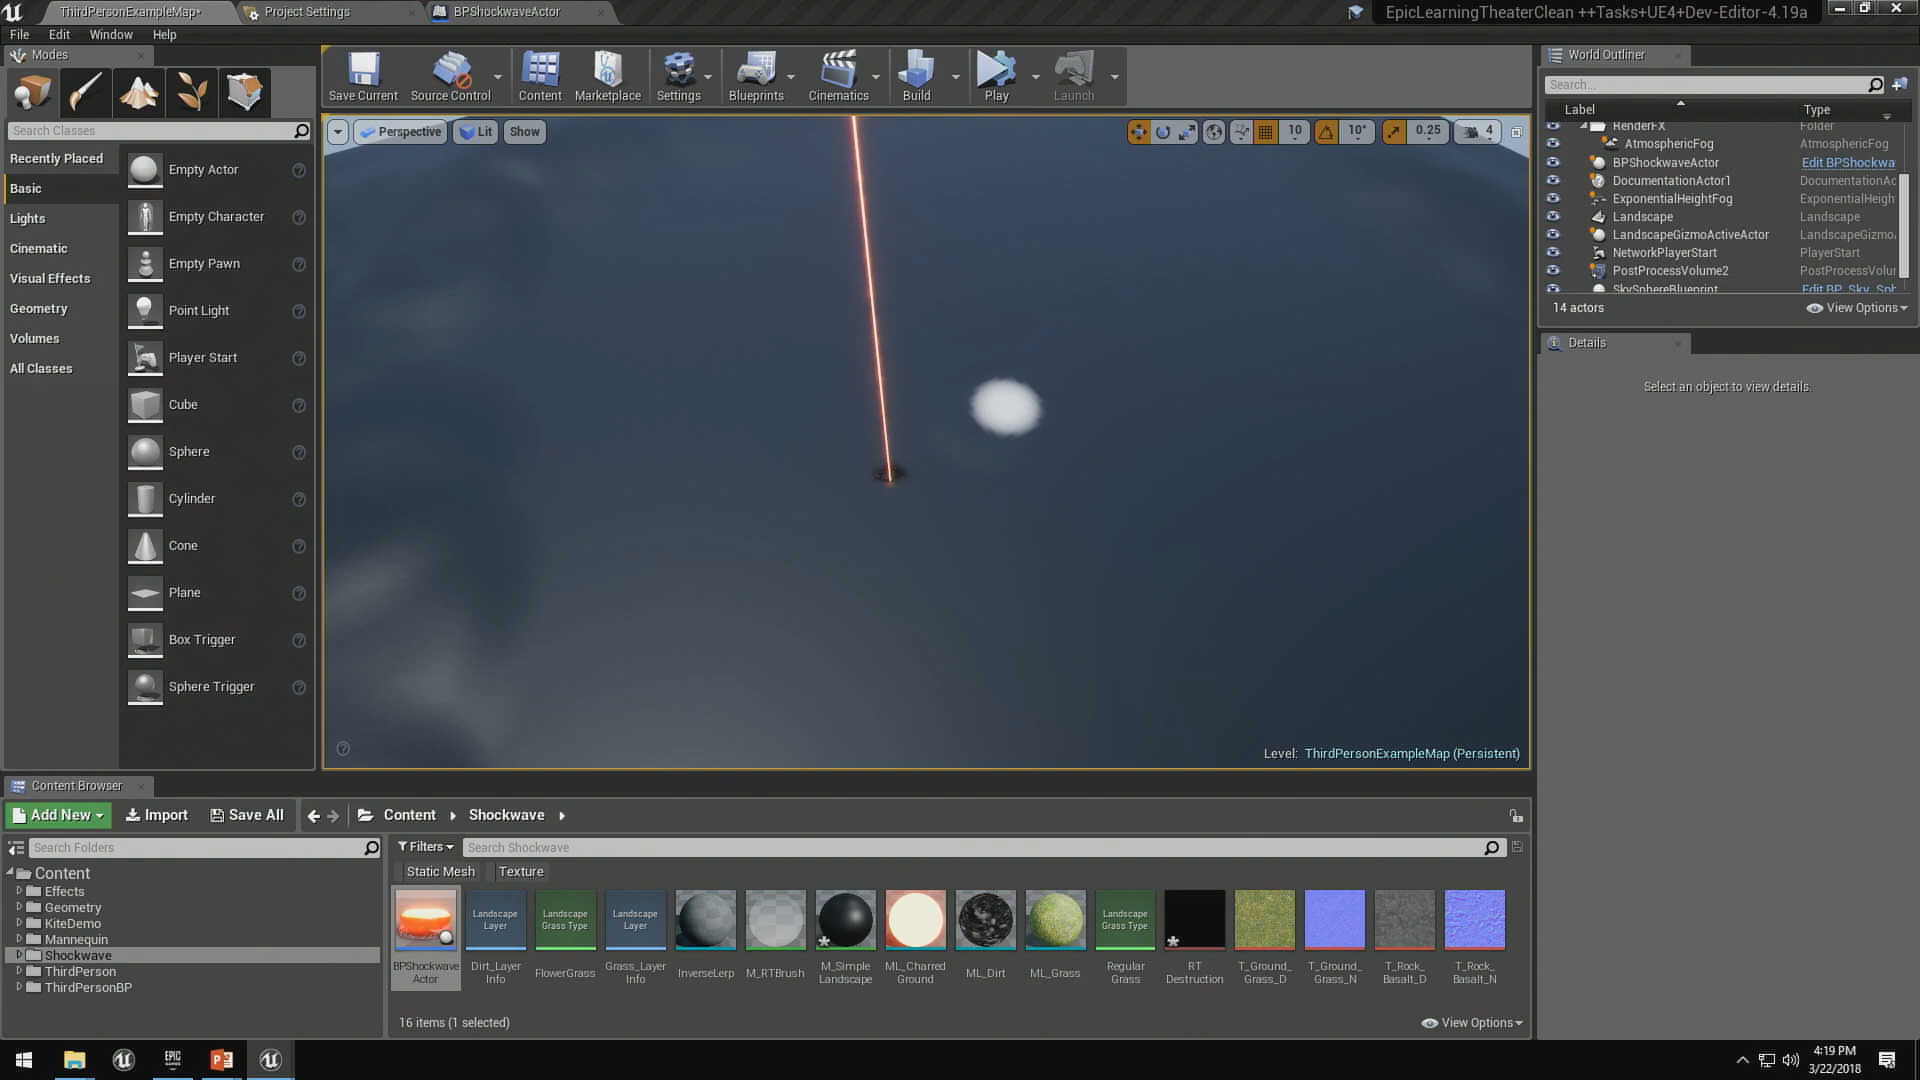 ThirdPersonExampleMap*
Project Settings
BPShockwaveActor
EpicLearningTheaterClean ++Tasks+UE4+Dev-Editor-4.19a
File Edit Window Help
Modes
Save Current
Source Control
Content
Marketplace
Settings
Blueprints
Cinematics
Build
Play
Launch
Search Classes
Recently Placed
Basic
Lights
Cinematic
Visual Effects
Geometry
Volumes
All Classes
Empty Actor
Empty Character
Empty Pawn
Point Light
Player Start
Cube
Sphere
Cylinder
Cone
Plane
Box Trigger
Sphere Trigger
Perspective
Lit
Show
10
10°
0.25
4
Level: ThirdPersonExampleMap (Persistent)
World Outliner
Search...
Label Type
RenderFX Folder
AtmosphericFog AtmosphericFog
BPShockwaveActor Edit BPShockwa
DocumentationActor1 DocumentationAc
ExponentialHeightFog ExponentialHeigh
Landscape Landscape
LandscapeGizmoActiveActor LandscapeGizmo
NetworkPlayerStart PlayerStart
PostProcessVolume2 PostProcessVolur
SkySphereBlueprint Edit BP_Sky_Sph
14 actors
View Options
Details
Select an object to view details.
Content Browser
Add New
Import
Save All
Content
Shockwave
Search Folders
Filters
Search Shockwave
Static Mesh
Texture
Content
Effects
Geometry
KiteDemo
Mannequin
Shockwave
ThirdPerson
ThirdPersonBP
Landscape
Layer
Landscape
Grass Type
Landscape
Layer
Landscape
Grass Type
BPShockwave
Actor
Dirt_Layer
Info
FlowerGrass
Grass_Layer
Info
InverseLerp
M_RTBrush
M_Simple
Landscape
ML_Charred
Ground
ML_Dirt
ML_Grass
Regular
Grass
RT
Destruction
T_Ground_
Grass_D
T_Ground_
Grass_N
T_Rock_
Basalt_D
T_Rock_
Basalt_N
16 items (1 selected)
View Options
EPIC
GAMES
4:19 PM
3/22/2018